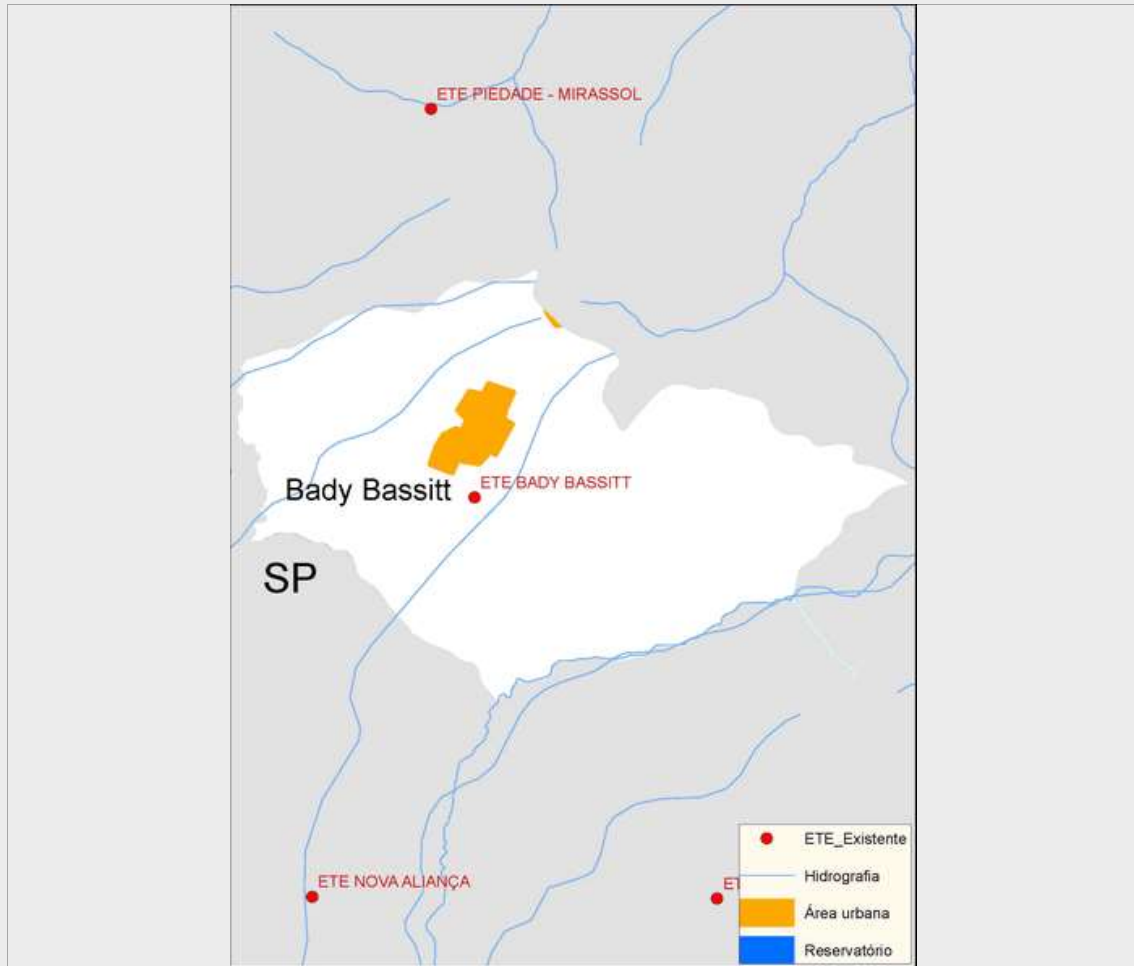 ETE PIEDADE - MIRASSOL
Bady Bassitt
ETE BADY BASSITT
SP
ETE NOVA ALIANÇA
ETE_Existente
Hidrografia
Área urbana
Reservatório